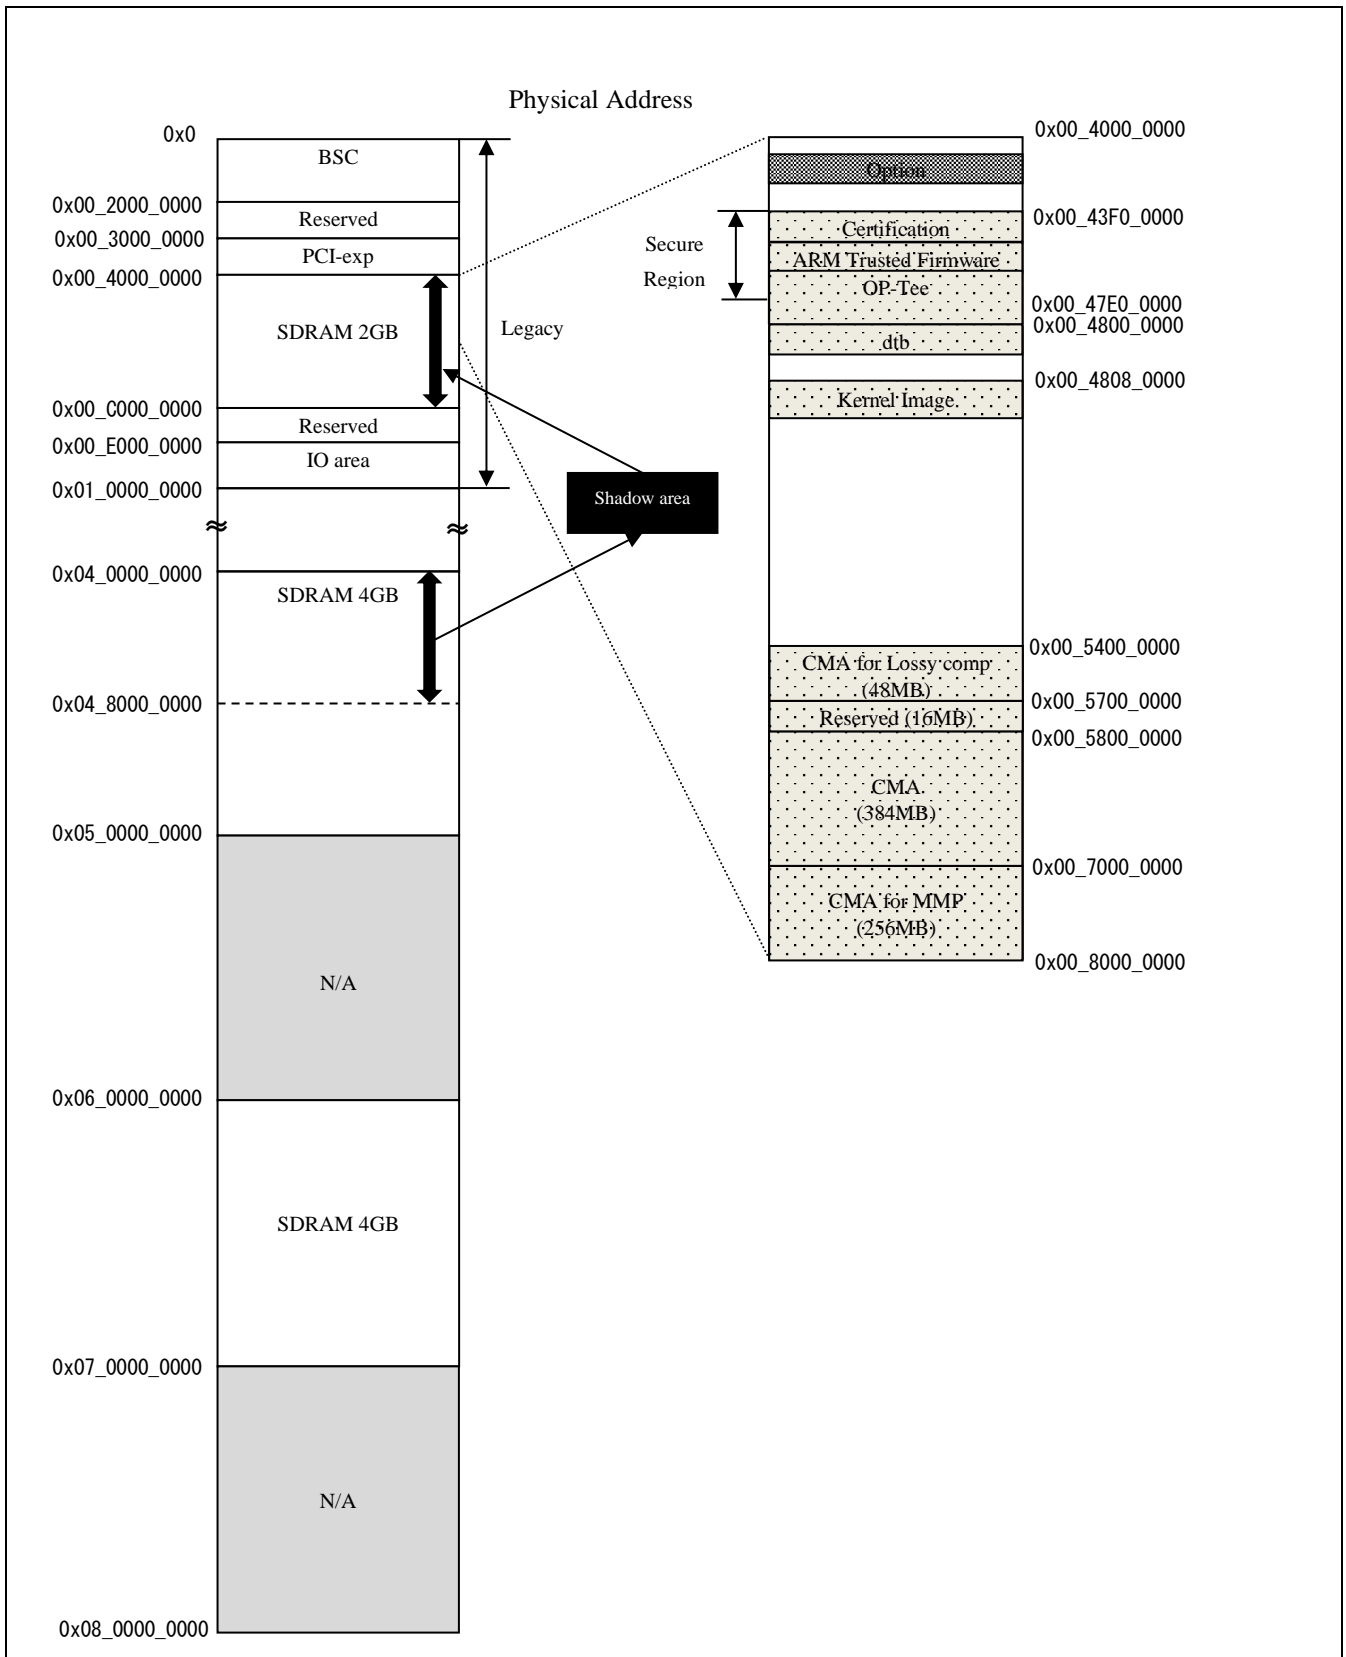 Physical Address
0x0
BSC
0x00_2000_0000
Reserved
0x00_3000_0000
PCI-exp
0x00_4000_0000
SDRAM 2GB
Legacy
0x00_C000_0000
Reserved
0x00_E000_0000
IO area
0x01_0000_0000
≈
≈
Shadow area
0x04_0000_0000
SDRAM 4GB
0x04_8000_0000
0x05_0000_0000
N/A
0x06_0000_0000
SDRAM 4GB
0x07_0000_0000
N/A
0x08_0000_0000
0x00_4000_0000
Option
0x00_43F0_0000
Secure
Region
Certification
ARM Trusted Firmware
OP-Tee
0x00_47E0_0000
0x00_4800_0000
dtb
0x00_4808_0000
Kernel Image
0x00_5400_0000
CMA for Lossy comp
(48MB)
0x00_5700_0000
Reserved (16MB)
0x00_5800_0000
CMA
(384MB)
0x00_7000_0000
CMA for MMP
(256MB)
0x00_8000_0000